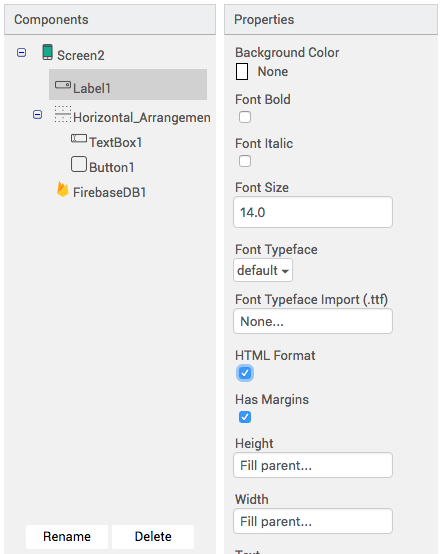 Components
Screen2
Label1
Horizontal_Arrangemen
TextBox1
Button1
FirebaseDB1
Rename
Delete
Properties
Background Color
None
Font Bold
Font Italic
Font Size
14.0
Font Typeface
default
Font Typeface Import (.ttf)
None...
HTML Format
Has Margins
Height
Fill parent...
Width
Fill parent...